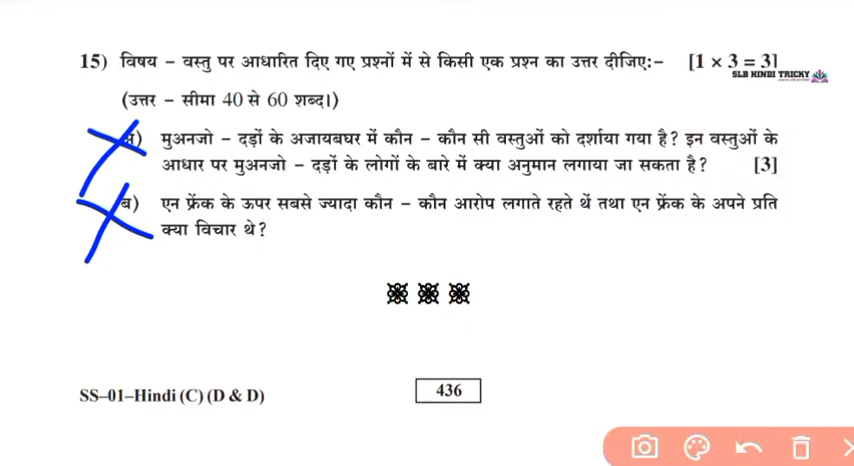 15) विषय – वस्तु पर आधारित दिए गए प्रश्नों में से किसी एक प्रश्न का उत्तर दीजिए:– [1 × 3 = 3]
SLB HINDI TRICKY
(उत्तर – सीमा 40 से 60 शब्द।)
अ) मुअनजो – दड़ों के अजायबघर में कौन – कौन सी वस्तुओं को दर्शाया गया है? इन वस्तुओं के
आधार पर मुअनजो – दड़ों के लोगों के बारे में क्या अनुमान लगाया जा सकता है? [3]
ब) एन फ्रेंक के ऊपर सबसे ज्यादा कौन – कौन आरोप लगाते रहते थें तथा एन फ्रेंक के अपने प्रति
क्या विचार थे?
SS–01–Hindi (C) (D & D)
436